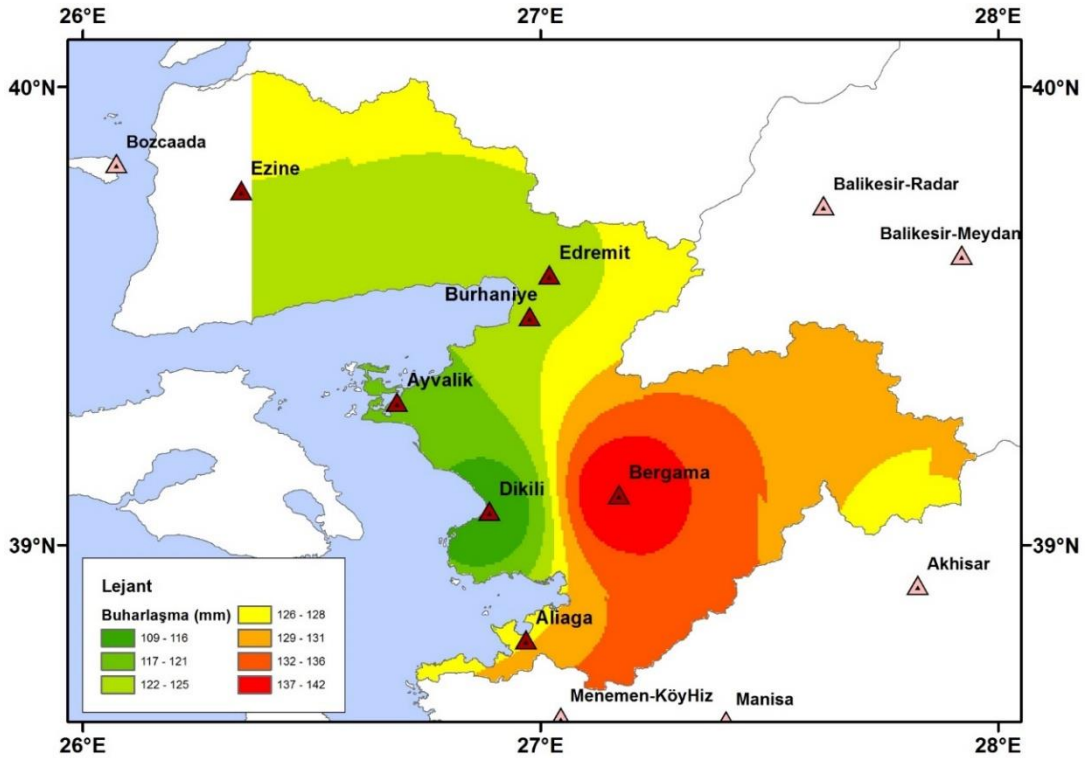 26°E 27°E 28°E
40°N 40°N
Bozcaada
Ezine
Balikesir-Radar
Balikesir-Meydan
Edremit
Burhaniye
Ayvalik
Bergama
Dikili
39°N 39°N
Akhisar
Aliaga
Lejant
Buharlaşma (mm)
109 - 116
117 - 121
122 - 125
126 - 128
129 - 131
132 - 136
137 - 142
Menemen-KöyHiz
Manisa
26°E 27°E 28°E